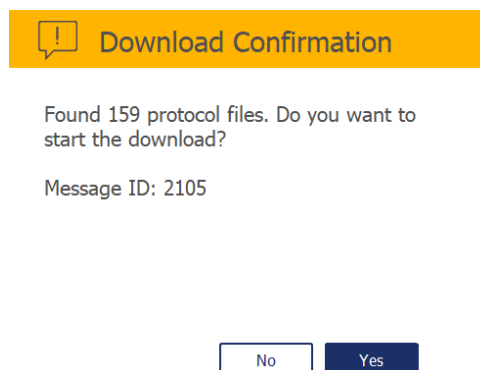 Download Confirmation
Found 159 protocol files. Do you want to
start the download?
Message ID: 2105
No
Yes